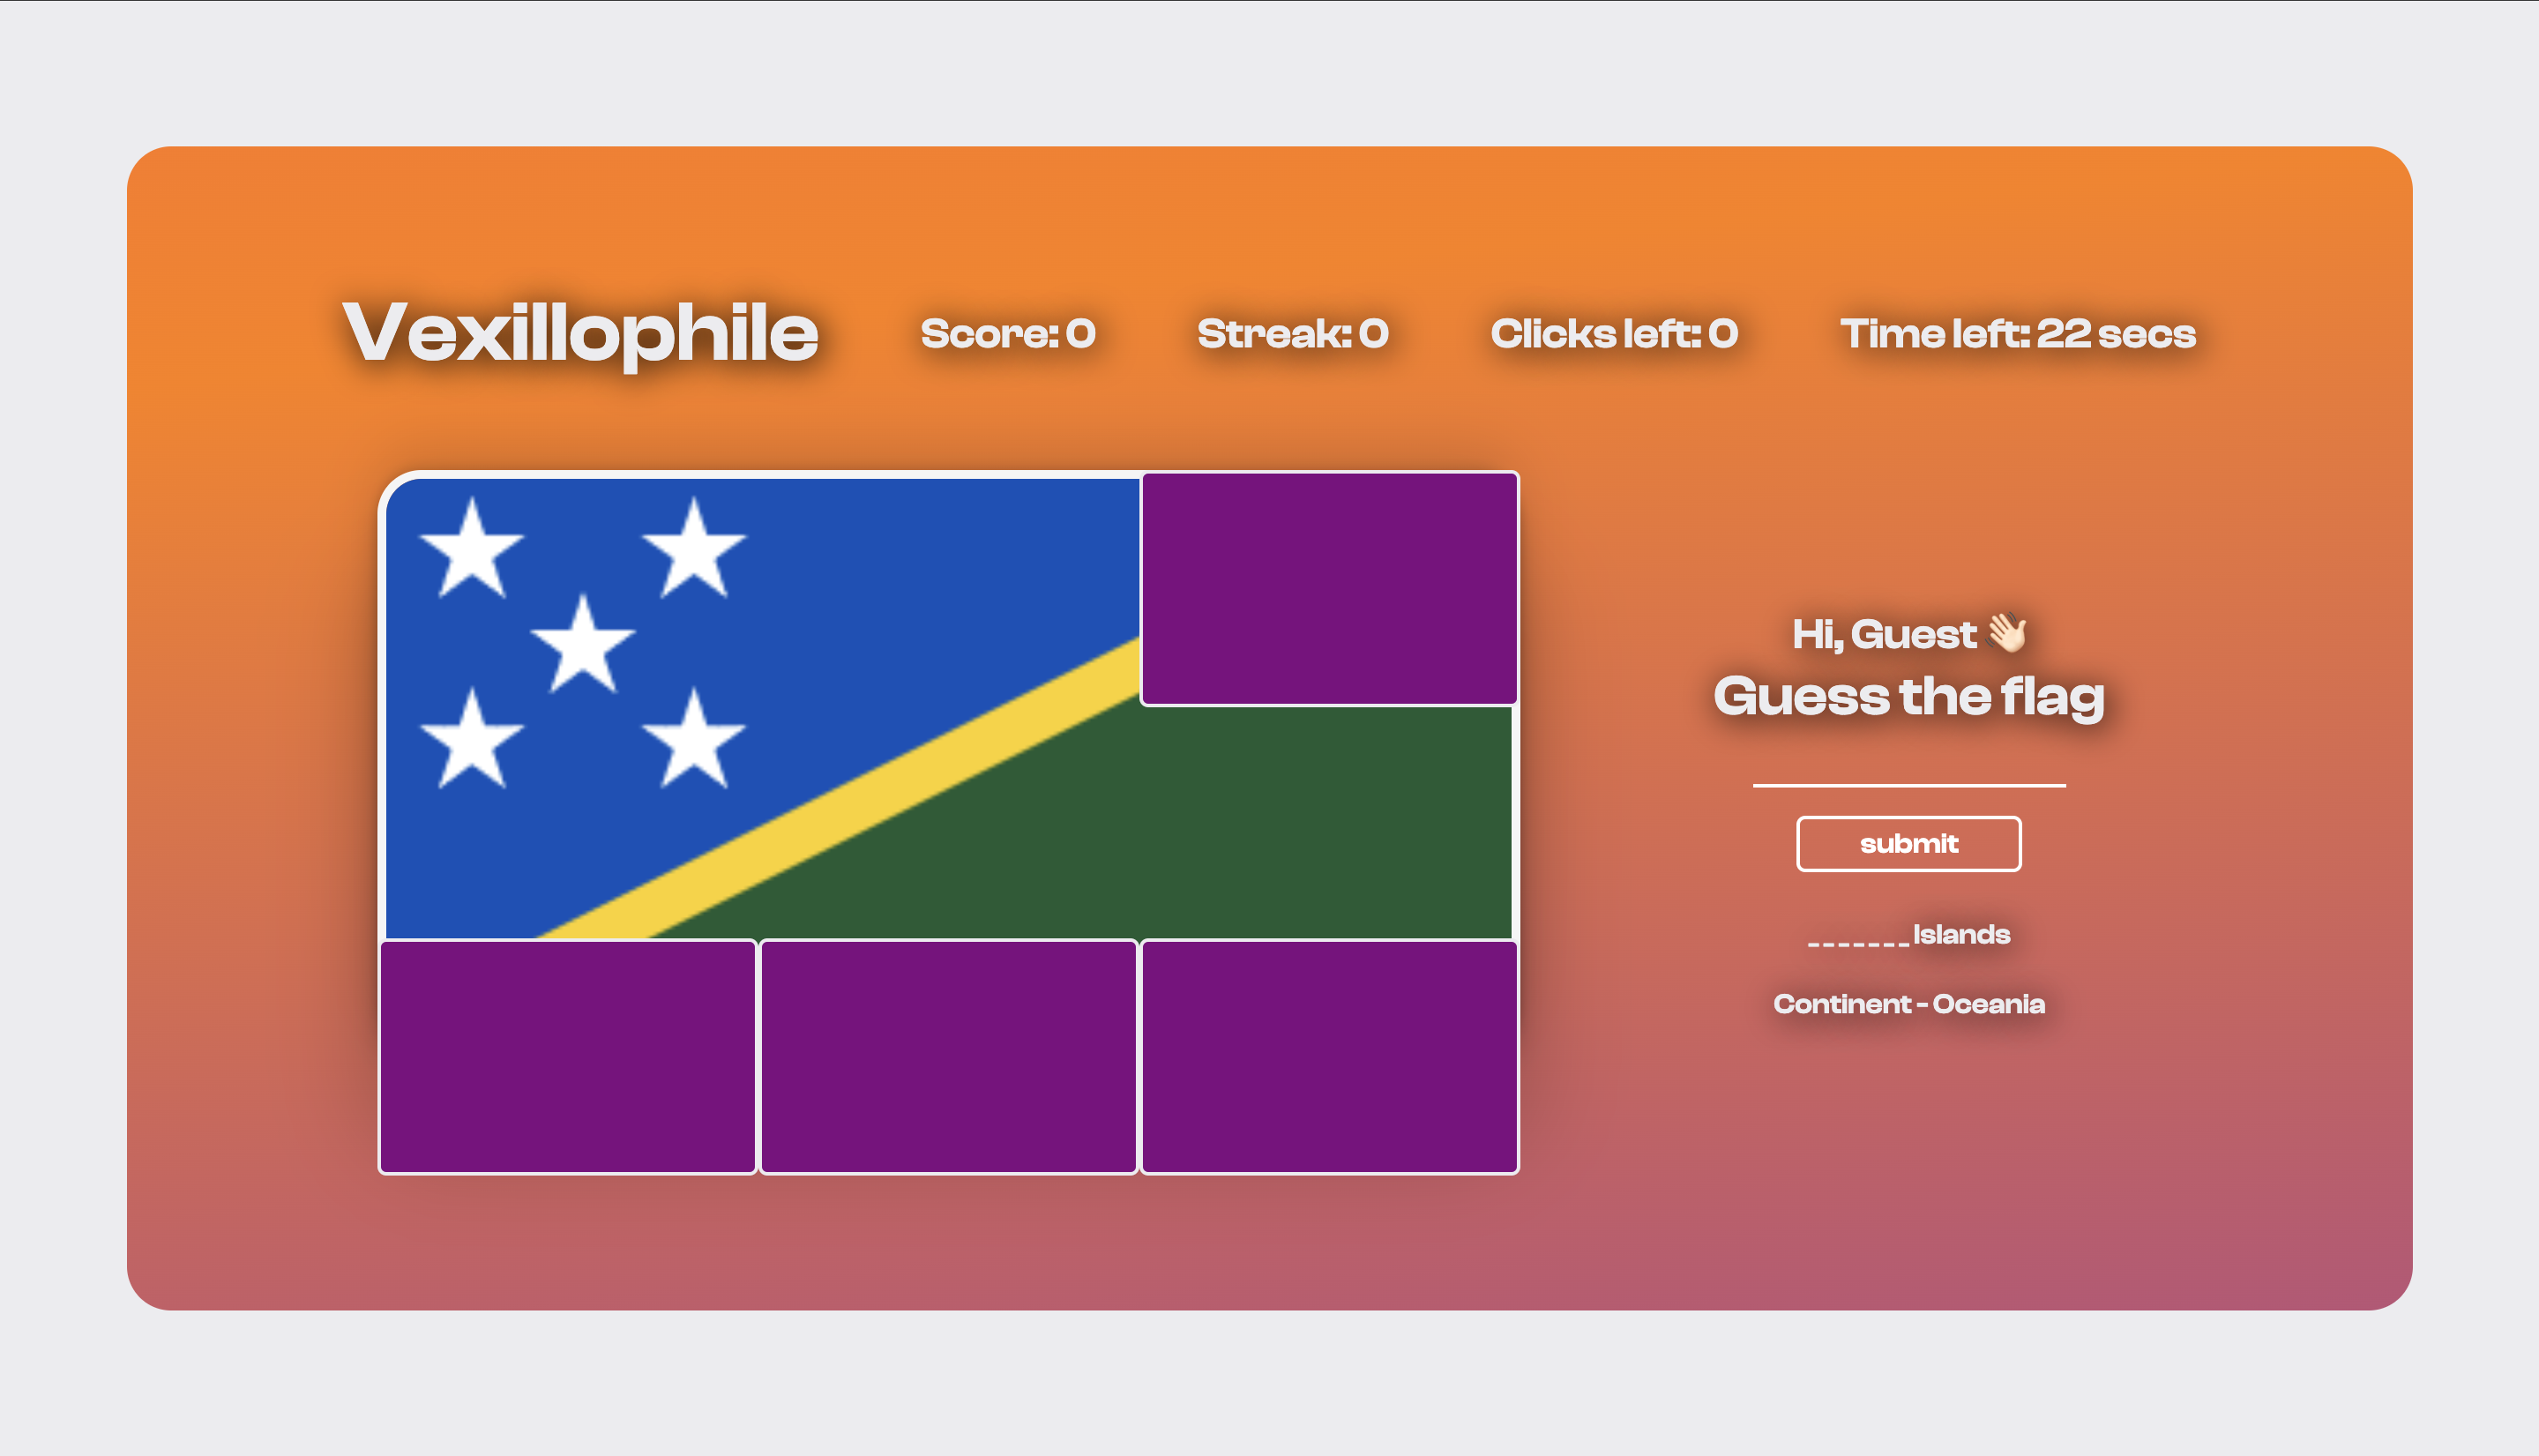 Vexillophile Score: 0 Streak: 0 Clicks left: 0 Time left: 22 secs
Hi, Guest 👋🏻
Guess the flag
submit
_ _ _ _ _ _ _ Islands
Continent - Oceania